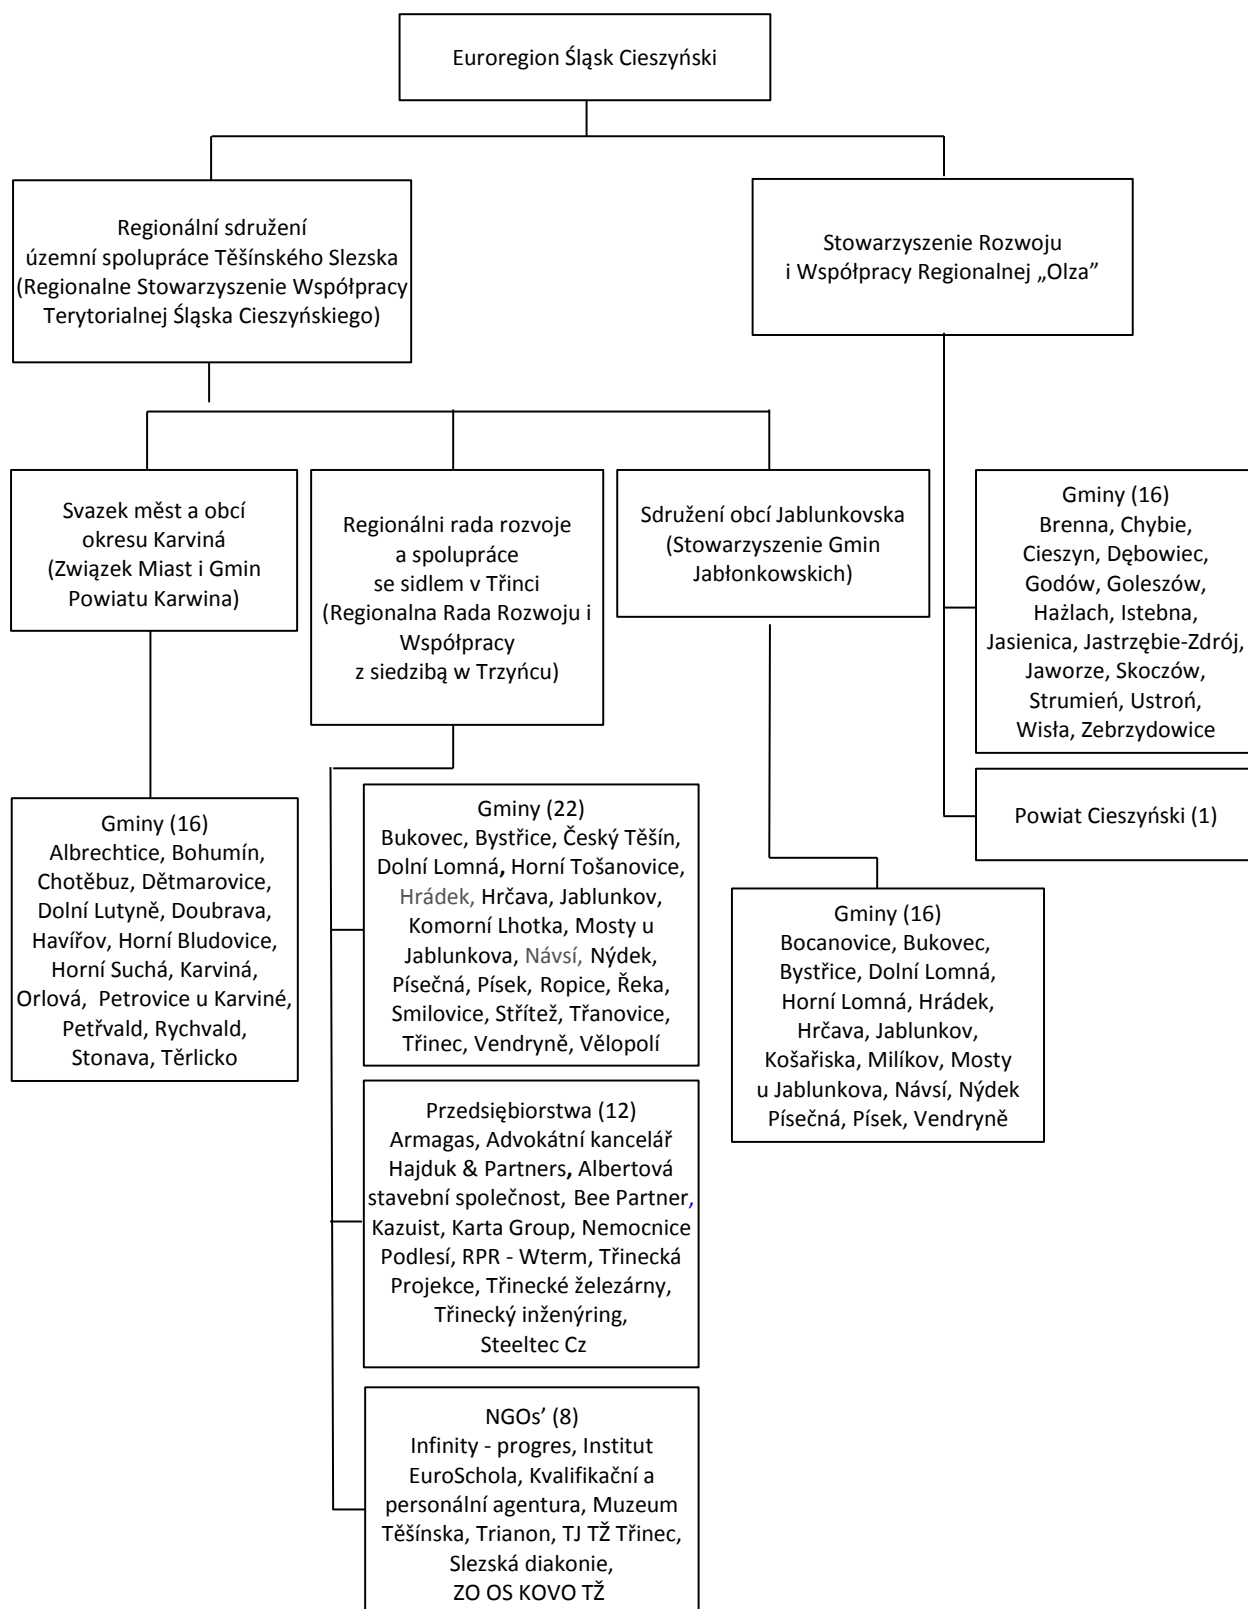 Euroregion Śląsk Cieszyński
Regionální sdružení
územní spolupráce Těšínského Slezska
(Regionalne Stowarzyszenie Współpracy
Terytorialnej Śląska Cieszyńskiego)
Stowarzyszenie Rozwoju
i Współpracy Regionalnej „Olza”
Svazek měst a obcí
okresu Karviná
(Związek Miast i Gmin
Powiatu Karwina)
Regionálni rada rozvoje
a spolupráce
se sidlem v Třinci
(Regionalna Rada Rozwoju i
Współpracy
z siedzibą w Trzyńcu)
Sdružení obcí Jablunkovska
(Stowarzyszenie Gmin
Jabłonkowskich)
Gminy (16)
Brenna, Chybie,
Cieszyn, Dębowiec,
Godów, Goleszów,
Hażlach, Istebna,
Jasienica, Jastrzębie-Zdrój,
Jaworze, Skoczów,
Strumień, Ustroń,
Wisła, Zebrzydowice
Powiat Cieszyński (1)
Gminy (16)
Albrechtice, Bohumín,
Chotěbuz, Dětmarovice,
Dolní Lutyně, Doubrava,
Havířov, Horní Bludovice,
Horní Suchá, Karviná,
Orlová, Petrovice u Karviné,
Petřvald, Rychvald,
Stonava, Těrlicko
Gminy (22)
Bukovec, Bystřice, Český Těšín,
Dolní Lomná, Horní Tošanovice,
Hrádek, Hrčava, Jablunkov,
Komorní Lhotka, Mosty u
Jablunkova, Návsí, Nýdek,
Písečná, Písek, Ropice, Řeka,
Smilovice, Střítež, Třanovice,
Třinec, Vendryně, Vělopolí
Gminy (16)
Bocanovice, Bukovec,
Bystřice, Dolní Lomná,
Horní Lomná, Hrádek,
Hrčava, Jablunkov,
Košařiska, Milíkov, Mosty
u Jablunkova, Návsí, Nýdek
Písečná, Písek, Vendryně
Przedsiębiorstwa (12)
Armagas, Advokátní kancelář
Hajduk & Partners, Albertová
stavební společnost, Bee Partner,
Kazuist, Karta Group, Nemocnice
Podlesí, RPR - Wterm, Třinecká
Projekce, Třinecké železárny,
Třinecký inženýring,
Steeltec Cz
NGOs’ (8)
Infinity - progres, Institut
EuroSchola, Kvalifikační a
personální agentura, Muzeum
Těšínska, Trianon, TJ TŽ Třinec,
Slezská diakonie,
ZO OS KOVO TŽ